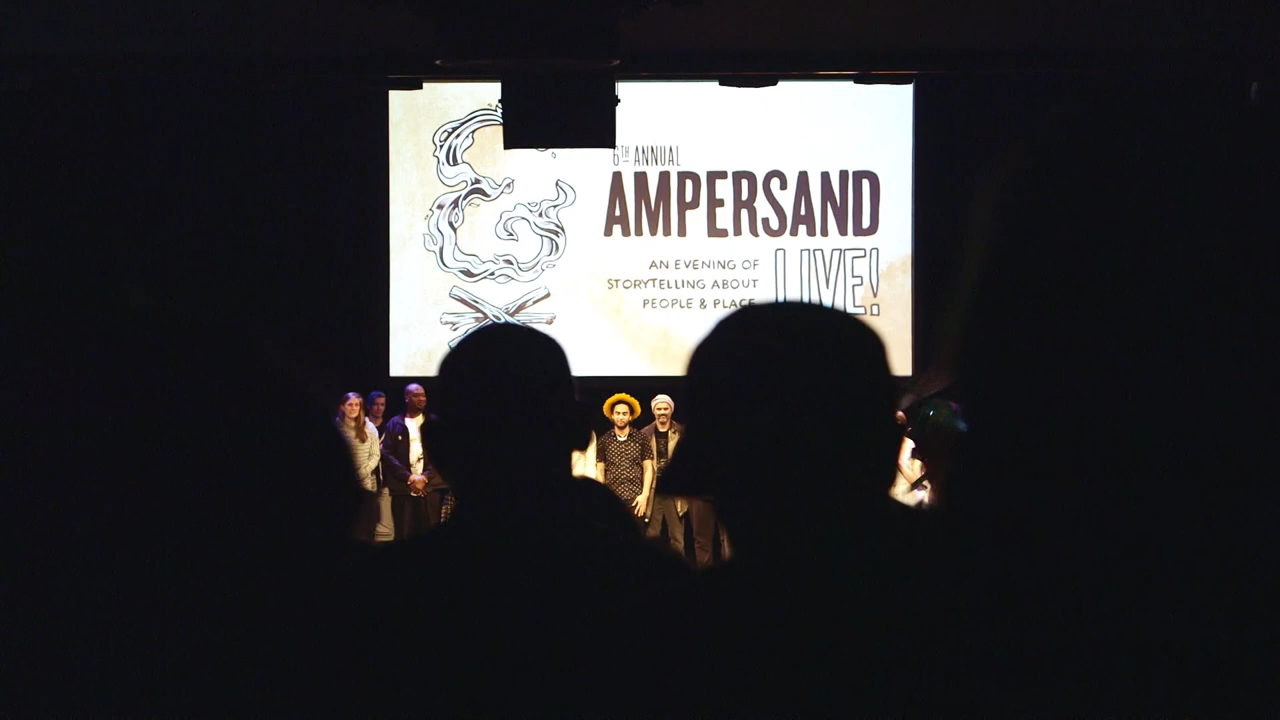 6TH ANNUAL
AMPERSAND
LIVE!
AN EVENING OF
STORYTELLING ABOUT
PEOPLE & PLACE